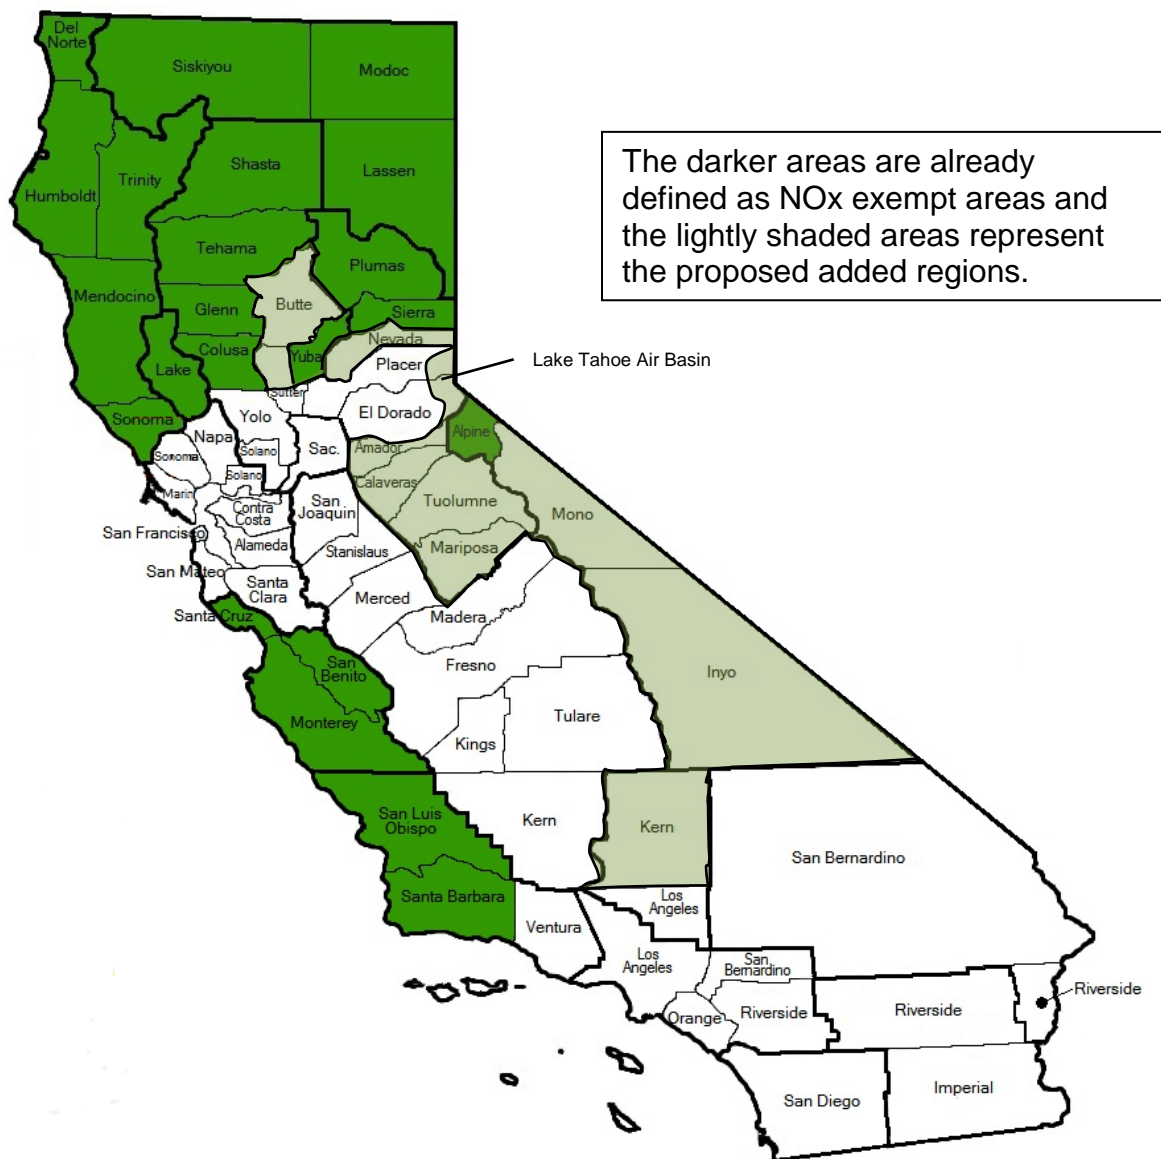 Del
Norte
Siskiyou
Modoc
The darker areas are already
defined as NOx exempt areas and
the lightly shaded areas represent
the proposed added regions.
Shasta
Lassen
Trinity
Humboldt
Tehama
Plumas
Mendocino
Butte
Glenn
Sierra
Nevada
Colusa
Yuba
Lake
Placer
Lake Tahoe Air Basin
Sutter
El Dorado
Yolo
Sonoma
Napa
Alpine
Sac.
Amador
Solano
Sonoma
Solano
Calaveras
Marin
Tuolumne
San
Joaquin
Contra
Costa
Mono
San Francisco
Alameda
Stanislaus
Mariposa
San Mateo
Santa
Clara
Merced
Santa Cruz
Madera
San
Benito
Fresno
Inyo
Monterey
Tulare
Kings
San Luis
Obispo
Kern
Kern
San Bernardino
Santa Barbara
Los
Angeles
Ventura
Los
Angeles
San
Bernardino
Riverside
Orange
Riverside
Riverside
San Diego
Imperial